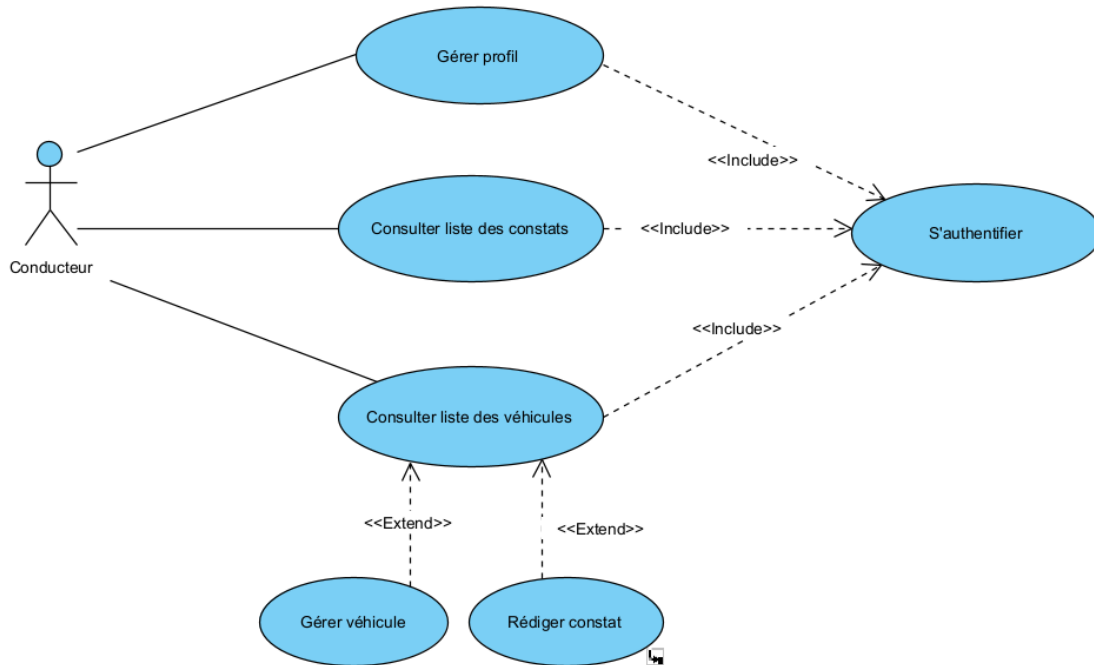 Gérer profil
<<Include>>
Consulter liste des constats
<<Include>>
S'authentifier
Conducteur
<<Include>>
Consulter liste des véhicules
<<Extend>>
<<Extend>>
Gérer véhicule
Rédiger constat